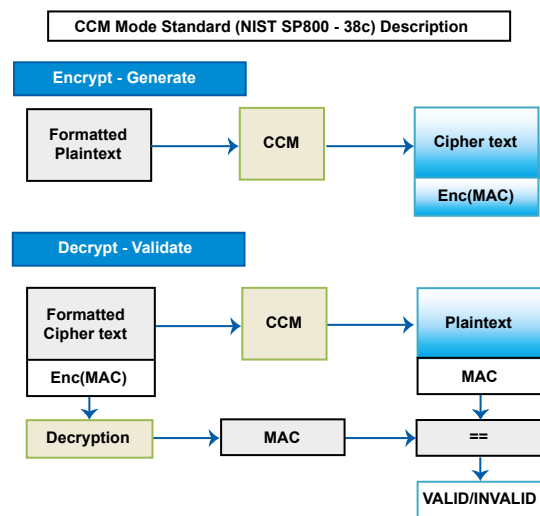 CCM Mode Standard (NIST SP800 - 38c) Description
Encrypt - Generate
Formatted
Plaintext
CCM
Cipher text
Enc(MAC)
Decrypt - Validate
Formatted
Cipher text
CCM
Plaintext
Enc(MAC)
MAC
Decryption
MAC
==
VALID/INVALID